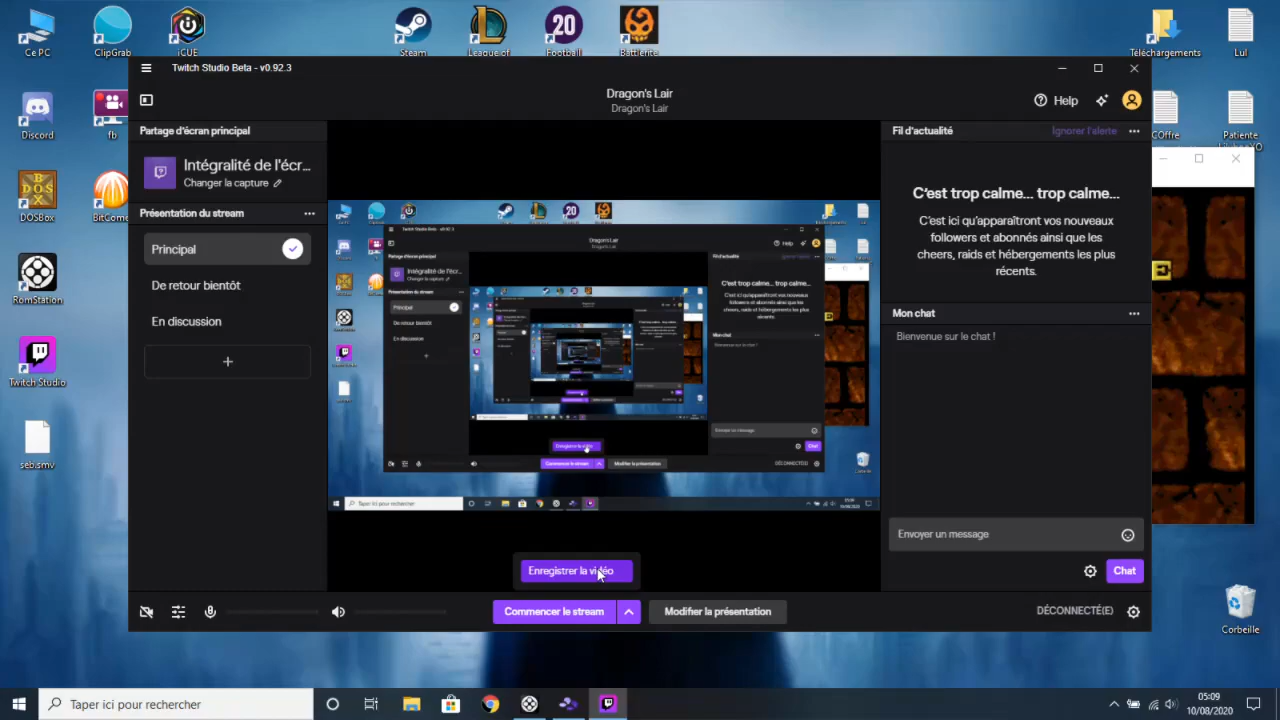 Ce PC
ClipGrab
iCUE
Steam
League of
Football
Battlerite
Téléchargements
Lul
Twitch Studio Beta - v0.92.3
Dragon's Lair
Dragon's Lair
Help
Discord
fb
COffre
Patiente
Partage d'écran principal
Fil d'actualité
Ignorer l'alerte
Intégralité de l'écr...
Changer la capture
Présentation du stream
Principal
De retour bientôt
En discussion
DOSBox
BitCome
RomStation
Twitch Studio
seb.smv
C'est trop calme... trop calme...
C'est ici qu'apparaîtront vos nouveaux
followers et abonnés ainsi que les
cheers, raids et hébergements les plus
récents.
Mon chat
Bienvenue sur le chat !
Envoyer un message
Chat
Enregistrer la vidéo
Commencer le stream
Modifier la présentation
DÉCONNECTÉ(E)
Corbeille
Taper ici pour rechercher
05:09
10/08/2020